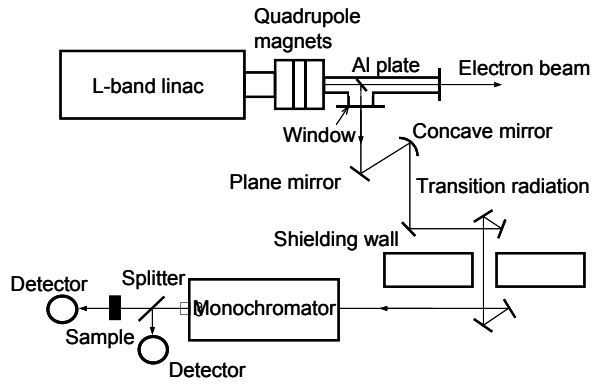 Quadrupole
magnets
L-band linac
Al plate
Electron beam
Window
Concave mirror
Plane mirror
Transition radiation
Shielding wall
Detector
Splitter
Monochromator
Sample
Detector